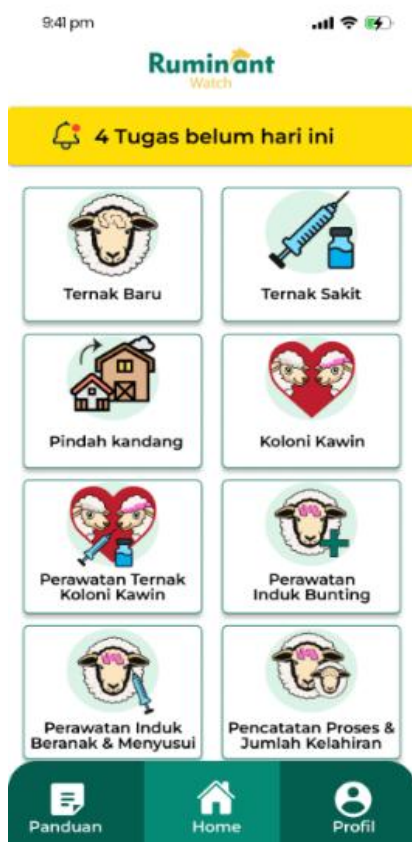 9:41 pm
Ruminant
Watch
4 Tugas belum hari ini
Ternak Baru
Ternak Sakit
Pindah kandang
Koloni Kawin
Perawatan Ternak
Koloni Kawin
Perawatan
Induk Bunting
Perawatan Induk
Beranak & Menyusui
Pencatatan Proses &
Jumlah Kelahiran
Panduan
Home
Profil